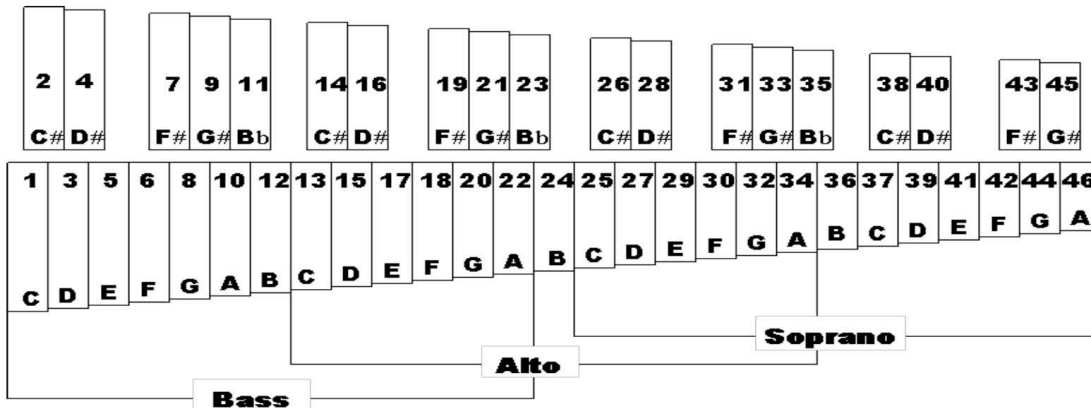 2 4 7 9 11 14 16 19 21 23 26 28 31 33 35 38 40 43 45
C# D# F# G# Bb C# D# F# G# Bb C# D# F# G# Bb C# D# F# G#
1 3 5 6 8 10 12 13 15 17 18 20 22 24 25 27 29 30 32 34 36 37 39 41 42 44 46
C D E F G A B C D E F G A B C D E F G A B C D E F G A
Soprano
Alto
Bass